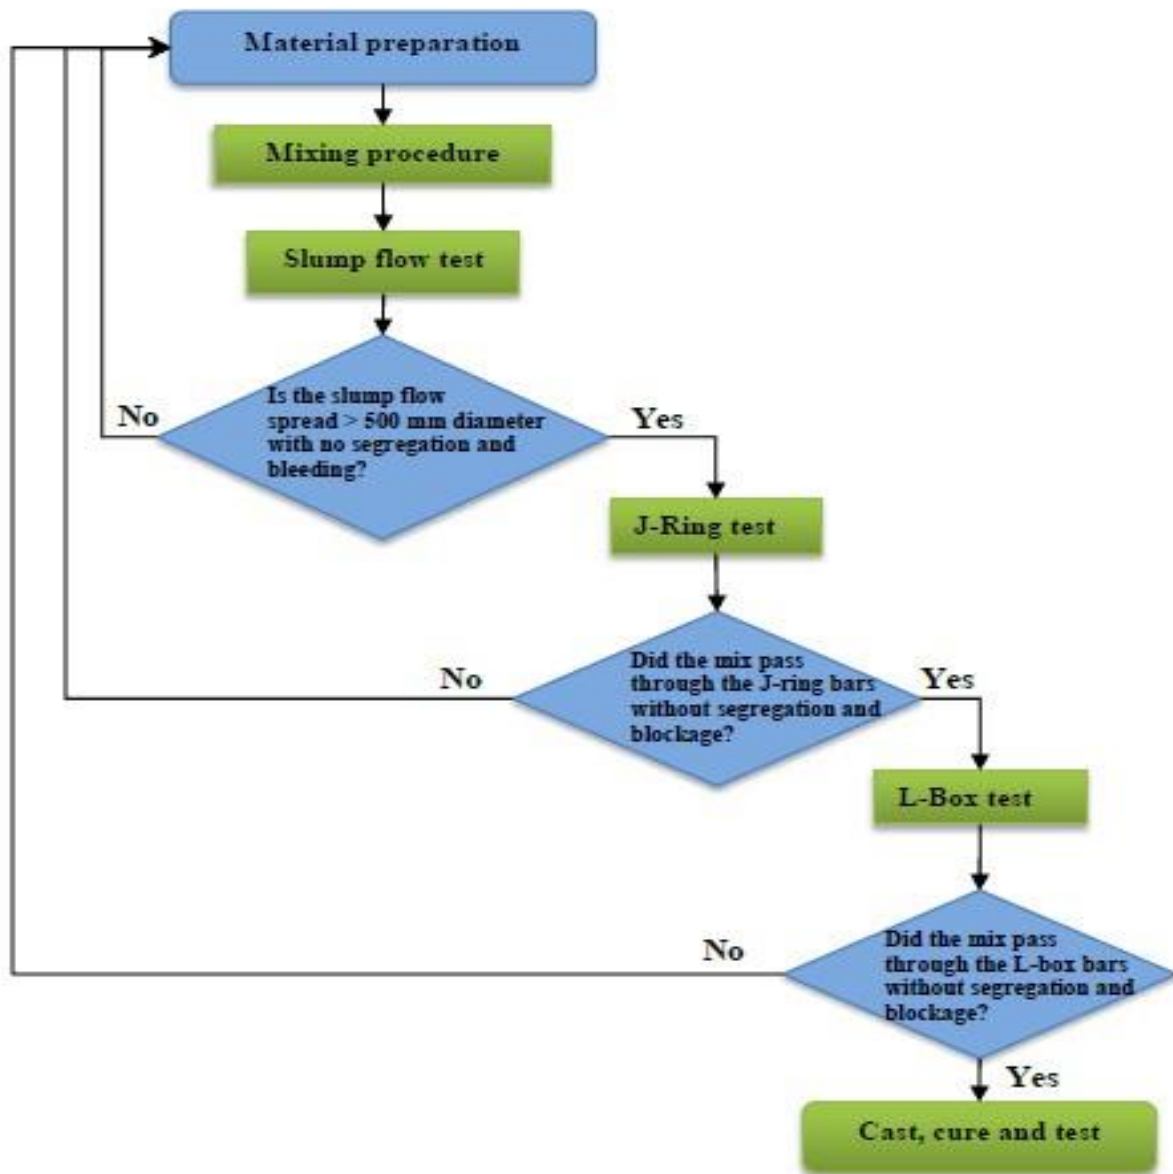 Material preparation
Mixing procedure
Slump flow test
Is the slump flow
spread > 500 mm diameter
with no segregation and
bleeding?
No
Yes
J-Ring test
Did the mix pass
through the J-ring bars
without segregation and
blockage?
No
Yes
L-Box test
Did the mix pass
through the L-box bars
without segregation and
blockage?
No
Yes
Cast, cure and test